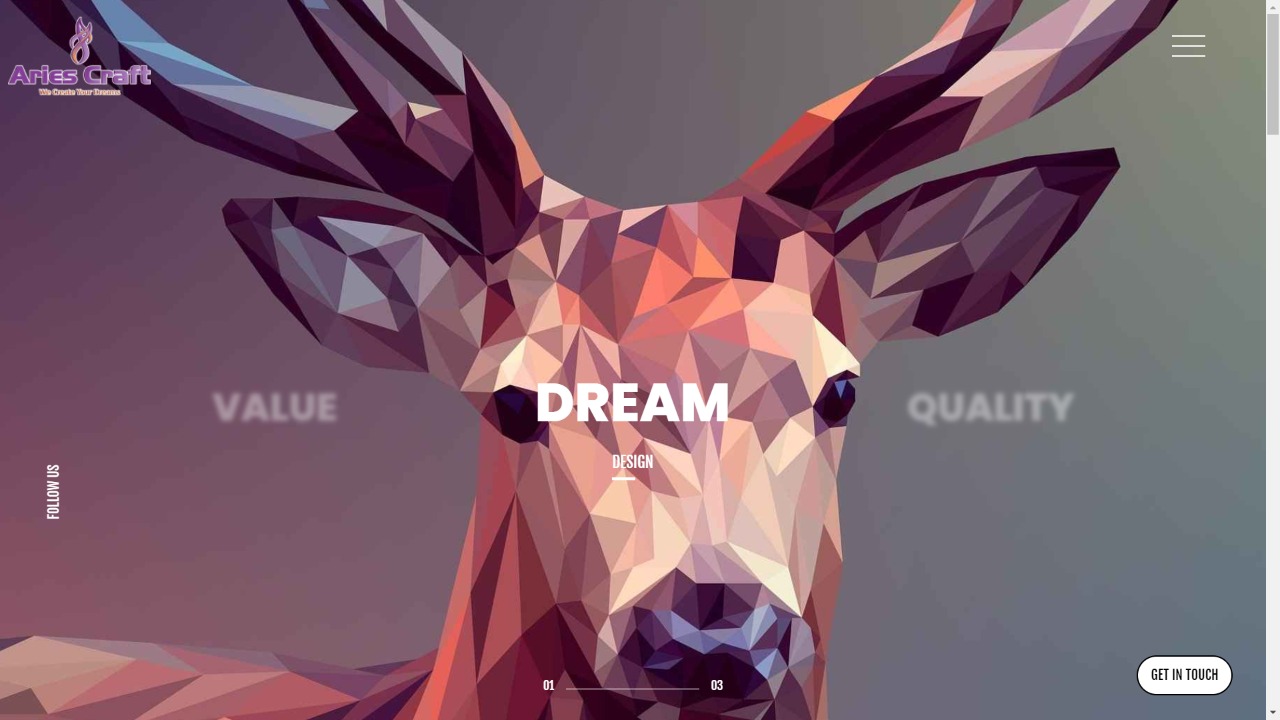 Aries Craft
We Create Your Dreams
VALUE
DREAM
QUALITY
DESIGN
FOLLOW US
01
03
GET IN TOUCH